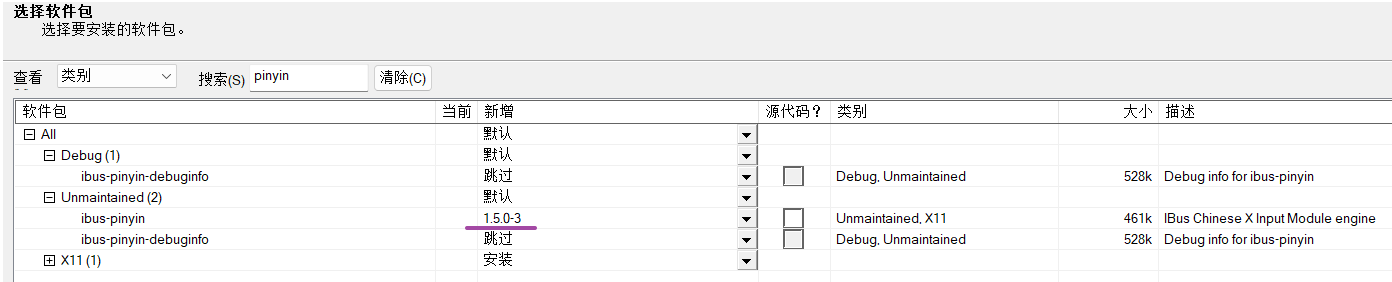 选择软件包
选择要安装的软件包。
查看 类别 搜索(S) pinyin 清除(C)
软件包 当前 新增 源代码？ 类别 大小 描述
All 默认
Debug (1) 默认
ibus-pinyin-debuginfo 跳过 Debug, Unmaintained 528k Debug info for ibus-pinyin
Unmaintained (2) 默认
ibus-pinyin 1.5.0-3 Unmaintained, X11 461k IBus Chinese X Input Module engine
ibus-pinyin-debuginfo 跳过 Debug, Unmaintained 528k Debug info for ibus-pinyin
X11 (1) 安装